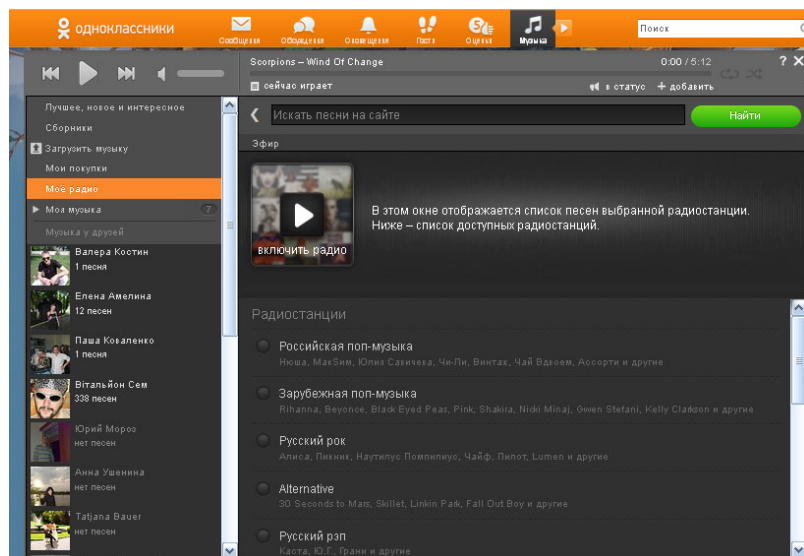 одноклассники
Сообщения
Обсуждения
Оповещения
Гости
Оценки
Музыка
Поиск
Scorpions – Wind Of Change
0:00 / 5:12
? X
сейчас играет
в статус + добавить
Лучшее, новое и интересное
Сборники
Загрузить музыку
Мои покупки
Моё радио
Моя музыка 7
Музыка у друзей
Валера Костин
1 песня
Елена Амелина
12 песен
Паша Коваленко
1 песня
Вітальйон Сем
338 песен
Юрий Мороз
нет песен
Анна Ушенина
нет песен
Tatjana Bauer
нет песен
Искать песни на сайте
Найти
Эфир
включить радио
В этом окне отображается список песен выбранной радиостанции.
Ниже – список доступных радиостанций.
Радиостанции
Российская поп-музыка
Нюша, МакSим, Юлия Савичева, Чи-Ли, Винтаж, Чай Вдвоем, Ассорти и другие
Зарубежная поп-музыка
Rihanna, Beyonce, Black Eyed Peas, Pink, Shakira, Nicki Minaj, Gwen Stefani, Kelly Clarkson и другие
Русский рок
Алиса, Пикник, Наутилус Помпилиус, Чайф, Пилот, Lumen и другие
Alternative
30 Seconds to Mars, Skillet, Linkin Park, Fall Out Boy и другие
Русский рэп
Каста, Ю.Г., Грани и другие